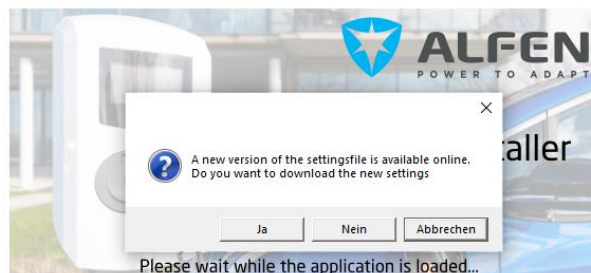 ALFEN
POWER TO ADAPT
taller
A new version of the settingsfile is available online.
Do you want to download the new settings
Ja
Nein
Abbrechen
Please wait while the application is loaded...